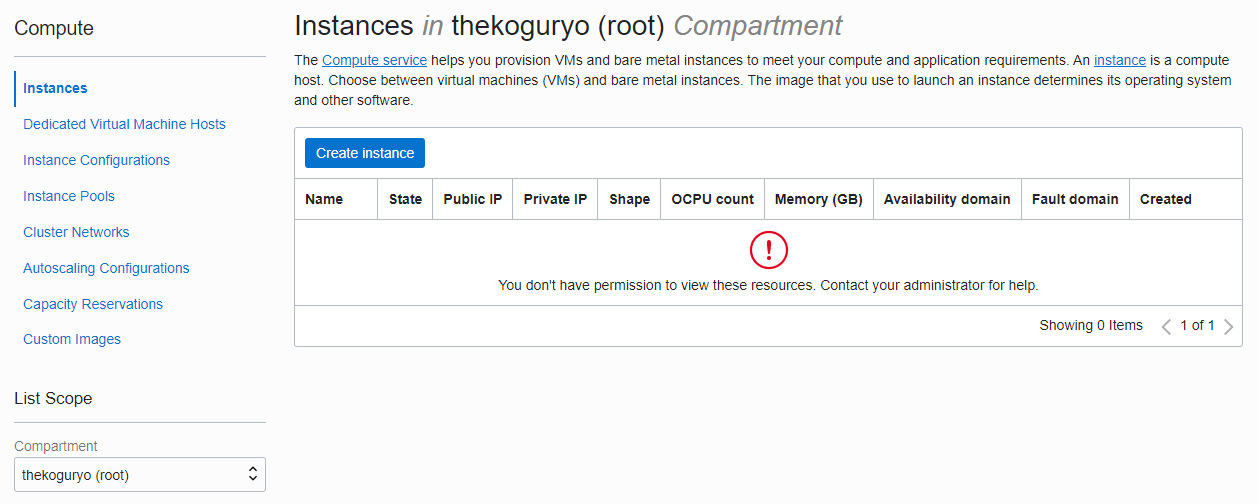 Compute
Instances
Dedicated Virtual Machine Hosts
Instance Configurations
Instance Pools
Cluster Networks
Autoscaling Configurations
Capacity Reservations
Custom Images
List Scope
Compartment
thekoguryo (root)
Instances in thekoguryo (root) Compartment
The Compute service helps you provision VMs and bare metal instances to meet your compute and application requirements. An instance is a compute
host. Choose between virtual machines (VMs) and bare metal instances. The image that you use to launch an instance determines its operating system
and other software.
Create instance
Name State Public IP Private IP Shape OCPU count Memory (GB) Availability domain Fault domain Created
!
You don't have permission to view these resources. Contact your administrator for help.
Showing 0 Items 1 of 1